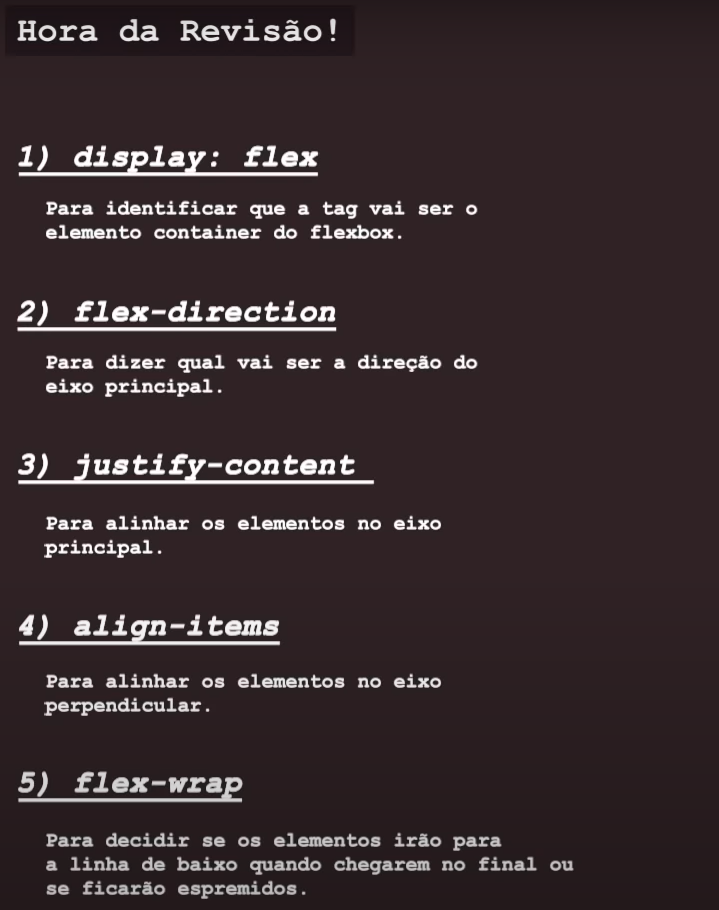 Hora da Revisão!
1) display: flex
Para identificar que a tag vai ser o
elemento container do flexbox.
2) flex-direction
Para dizer qual vai ser a direção do
eixo principal.
3) justify-content
Para alinhar os elementos no eixo
principal.
4) align-items
Para alinhar os elementos no eixo
perpendicular.
5) flex-wrap
Para decidir se os elementos irão para
a linha de baixo quando chegarem no final ou
se ficarão espremidos.